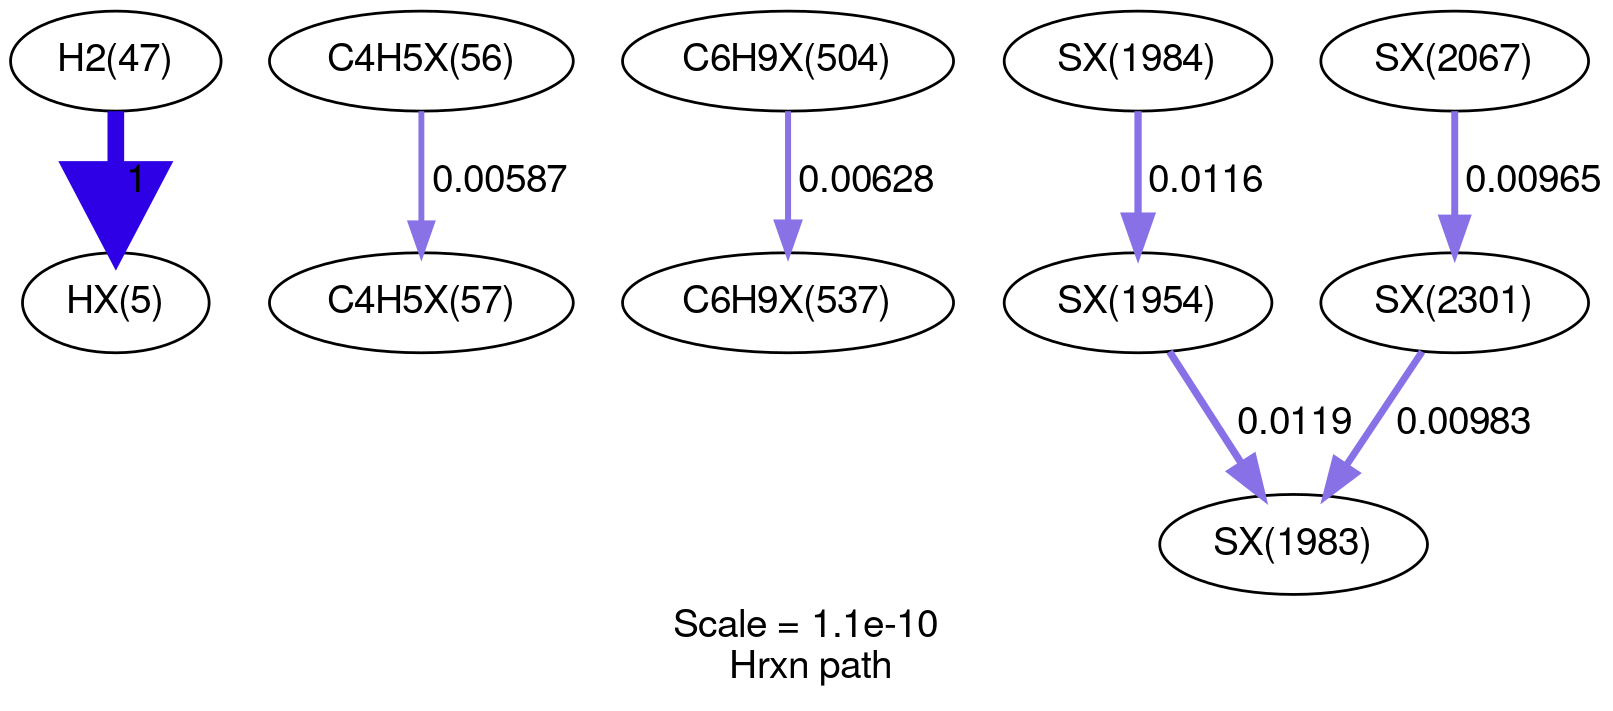 H2(47)
C4H5X(56)
C6H9X(504)
SX(1984)
SX(2067)
1
0.00587
0.00628
0.0116
0.00965
HX(5)
C4H5X(57)
C6H9X(537)
SX(1954)
SX(2301)
0.0119
0.00983
SX(1983)
Scale = 1.1e-10
Hrxn path